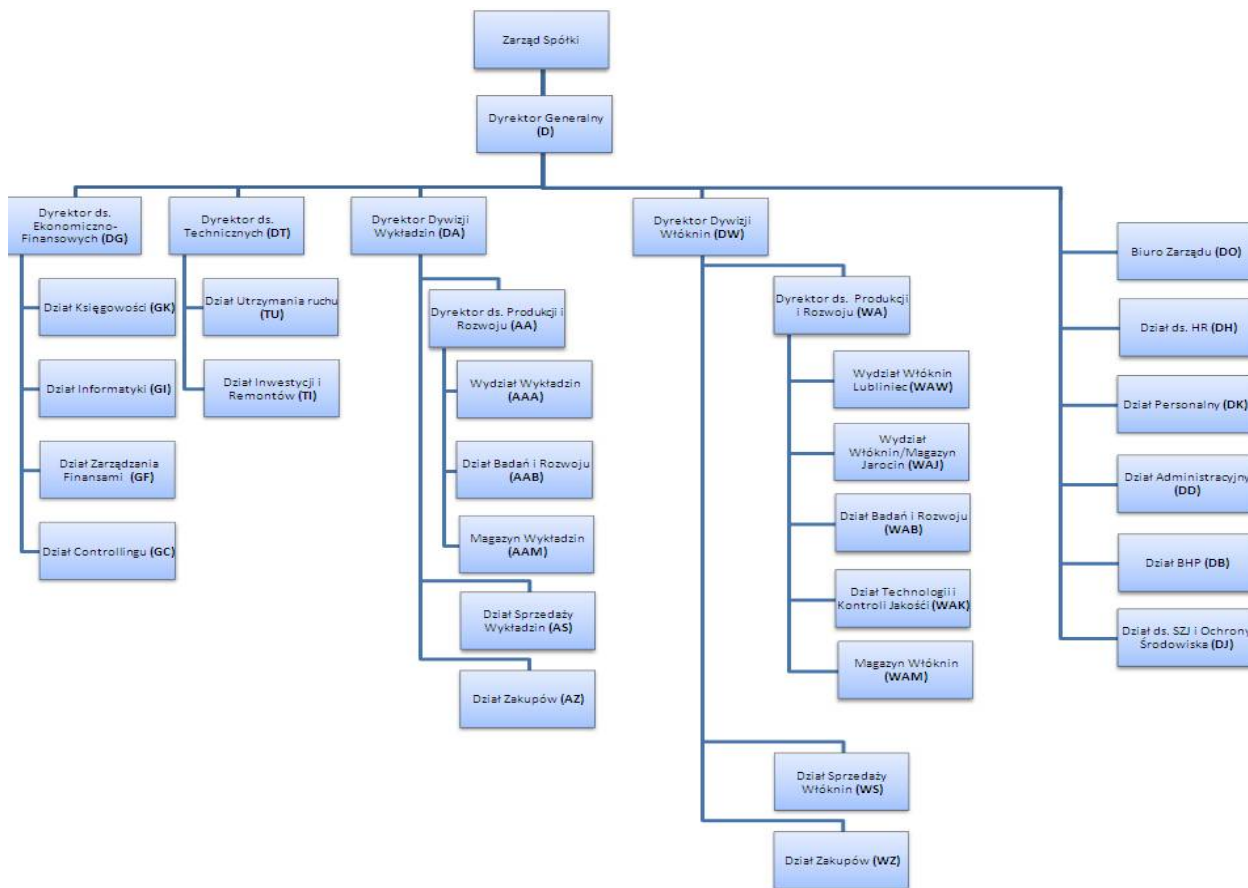 Zarząd Spółki
Dyrektor Generalny
(D)
Dyrektor ds.
Ekonomiczno-
Finansowych (DG)
Dział Księgowości (GK)
Dział Informatyki (GI)
Dział Zarządzania
Finansami (GF)
Dział Controllingu (GC)
Dyrektor ds.
Technicznych (DT)
Dział Utrzymania ruchu
(TU)
Dział Inwestycji i
Remontów (TI)
Dyrektor Dywizji
Wykładzin (DA)
Dyrektor ds. Produkcji i
Rozwoju (AA)
Wydział Wykładzin
(AAA)
Dział Badań i Rozwoju
(AAB)
Magazyn Wykładzin
(AAM)
Dział Sprzedaży
Wykładzin (AS)
Dział Zakupów (AZ)
Dyrektor Dywizji
Włóknin (DW)
Dyrektor ds. Produkcji
i Rozwoju (WA)
Wydział Włóknin
Lubliniec (WAW)
Wydział
Włóknin/Magazyn
Jarocin (WAJ)
Dział Badań i Rozwoju
(WAB)
Dział Technologii i
Kontroli Jakośći (WAK)
Magazyn Włóknin
(WAM)
Dział Sprzedaży
Włóknin (WS)
Dział Zakupów (WZ)
Biuro Zarządu (DO)
Dział ds. HR (DH)
Dział Personalny (DK)
Dział Administracyjny
(DD)
Dział BHP (DB)
Dział ds. SZJ i Ochrony
Środowiska (DJ)